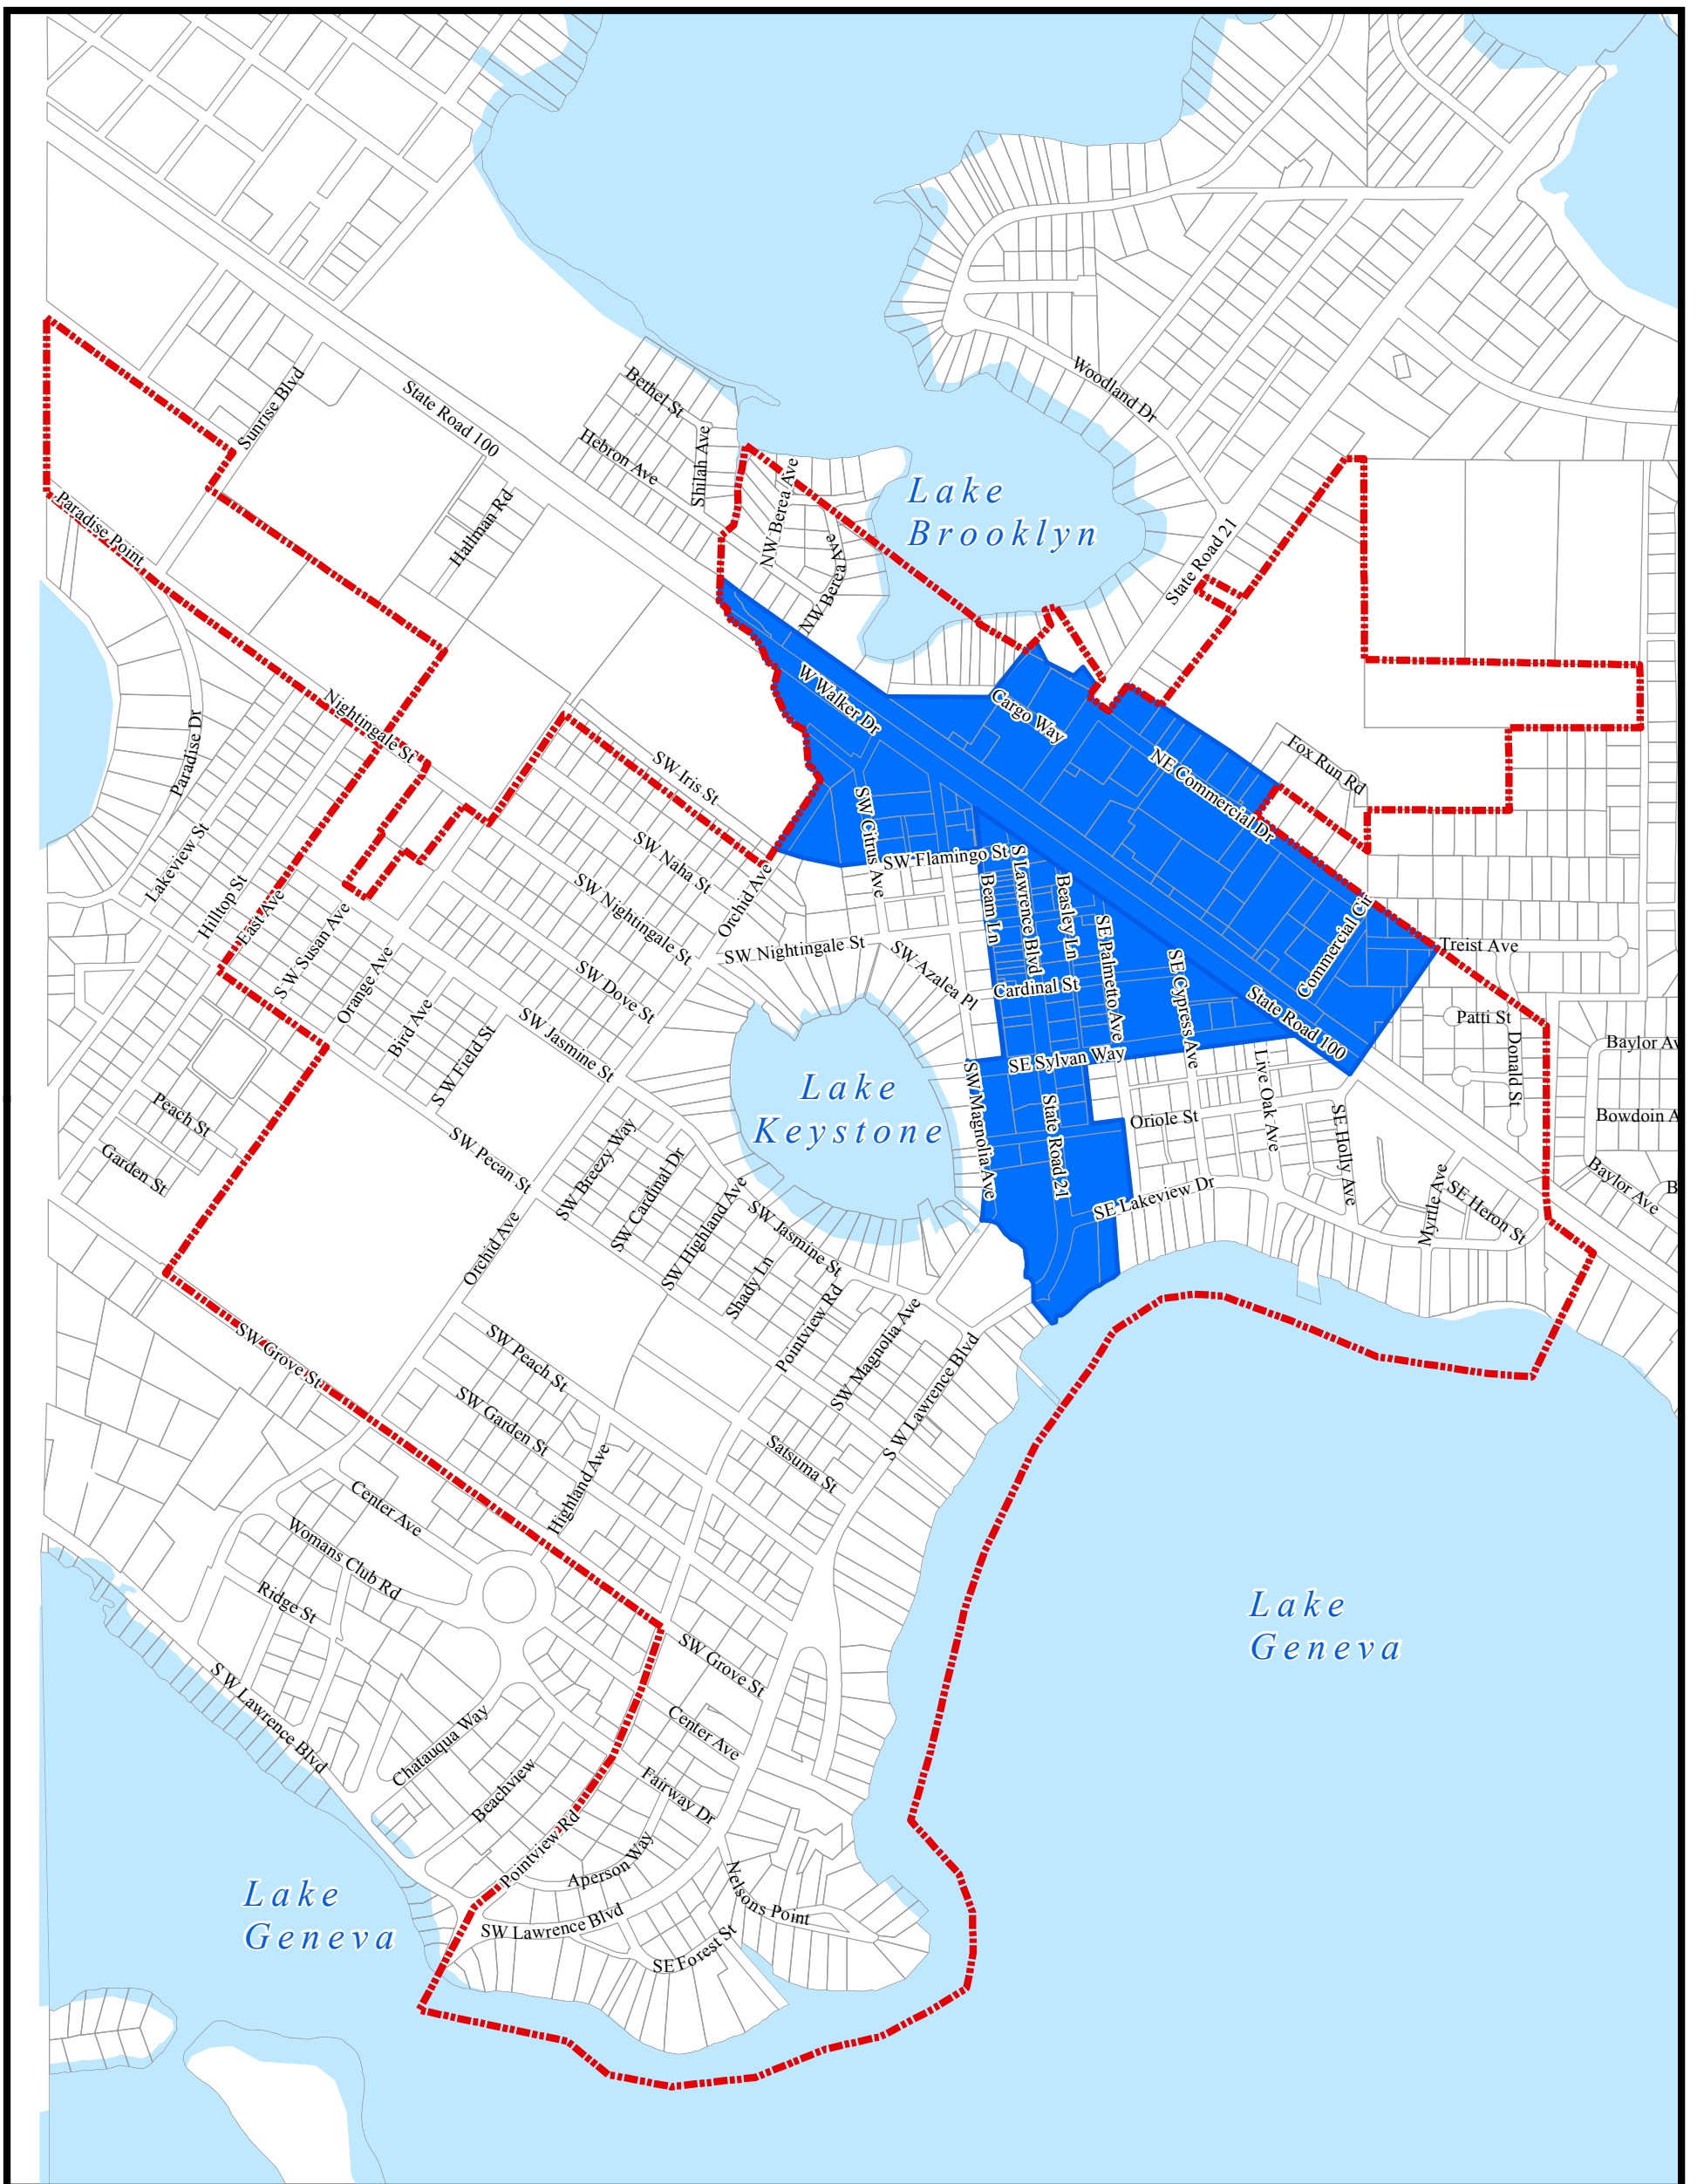 Woodland Dr
Bethel St
Sunrise Blvd
State Road 100
Hebron Ave
Shilah Ave
NW Berea Ave
Lake
Brooklyn
Hallman Rd
Paradise Point
NW Berea Ave
State Road 21
W Walker Dr
Cargo Way
Nightingale St
Paradise Dr
SW Iris St
NE Commercial Dr
Fox Run Rd
SW Citrus Ave
SW Flamingo St
Lakeview St
SW Naha St
Hilltop St
East Ave
SW Nightingale St
Orchid Ave
Beam Ln
S Lawrence Blvd
Beasley Ln
SE Palmetto Ave
Commercial Cir
Treist Ave
S W Susan Ave
SW Nightingale St
SW Azalea Pl
Orange Ave
SW Dove St
Cardinal St
SE Cypress Ave
State Road 100
Patti St
Bird Ave
SW Jasmine St
S W Field St
Donald St
Baylor Av
SE Sylvan Way
Live Oak Ave
Lake
Keystone
SW Magnolia Ave
State Road 21
Oriole St
SE Holly Ave
Bowdoin A
Peach St
Garden St
SW Pecan St
SW Breezy Way
SW Cardinal Dr
SW Highland Ave
SE Lakeview Dr
Myrtle Ave
SE Heron St
Baylor Ave
B
Orchid Ave
SW Jasmine St
Shady Ln
Pointview Rd
SW Magnolia Ave
SW Grove St
SW Peach St
S W Lawrence Blvd
SW Garden St
Highland Ave
Satsuma St
Center Ave
Womans Club Rd
Ridge St
Lake
Geneva
SW Grove St
S W Lawrence Blvd
Chatauqua Way
Center Ave
Beachview
Fairway Dr
Pointview Rd
Aperson Way
Nelsons Point
Lake
Geneva
SW Lawrence Blvd
SE Forest St